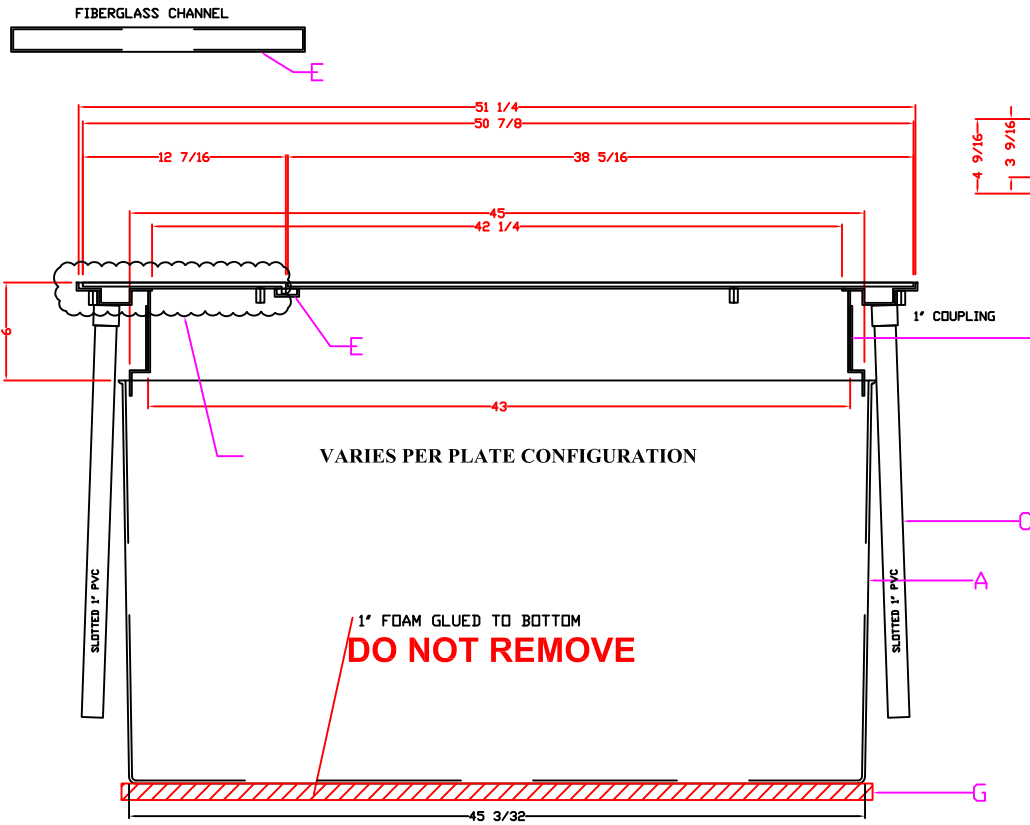 FIBERGLASS CHANNEL
E
51 1/4
50 7/8
12 7/16
38 5/16
4 9/16
3 9/16
45
42 1/4
6
1" COUPLING
E
43
VARIES PER PLATE CONFIGURATION
SLOTTED 1" PVC
SLOTTED 1" PVC
A
1" FOAM GLUED TO BOTTOM
DO NOT REMOVE
G
45 3/32